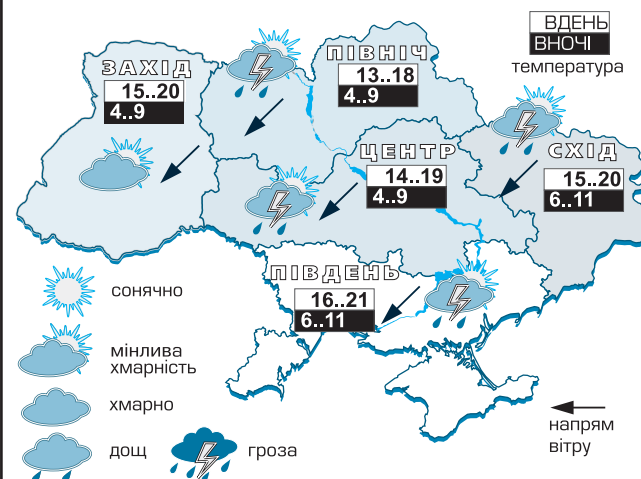 ВДЕНЬ
ВНОЧІ
температура
ЗАХІД
15..20
4..9
ПІВНІЧ
13..18
4..9
ЦЕНТР
14..19
4..9
СХІД
15..20
6..11
ПІВДЕНЬ
16..21
6..11
сонячно
мінлива
хмарність
хмарно
дощ
гроза
напрям
вітру